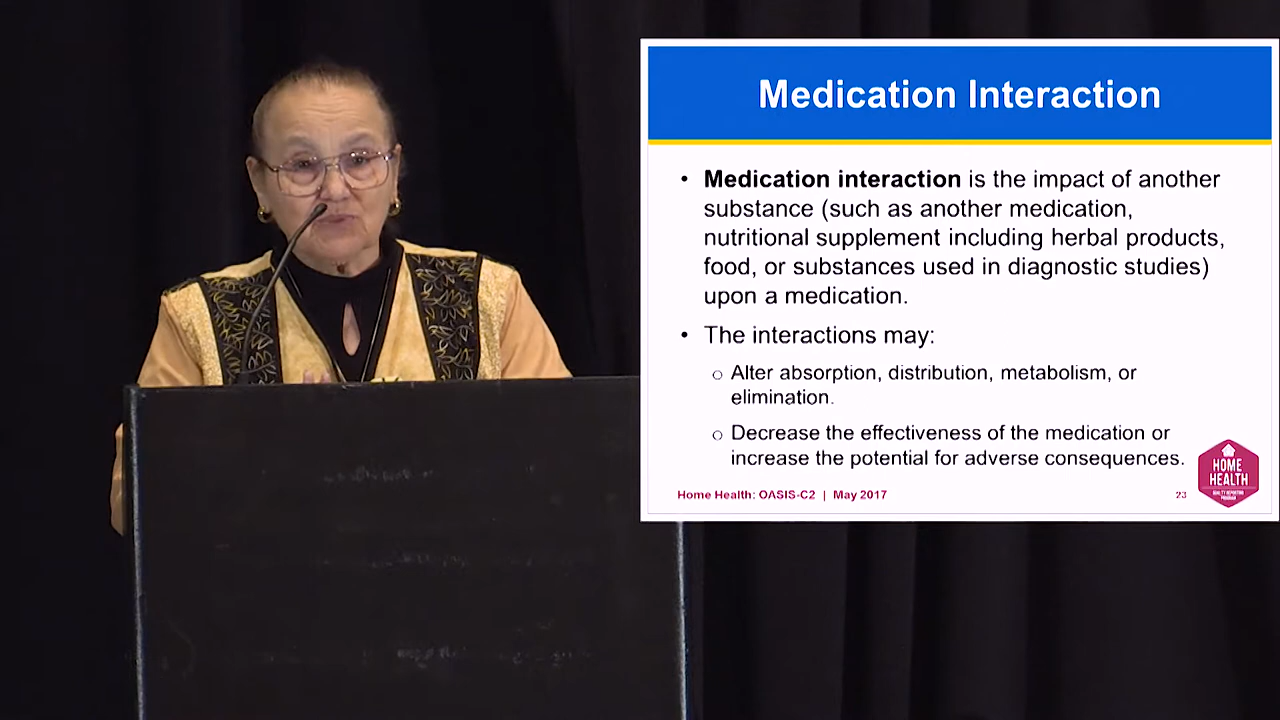 Medication Interaction
• Medication interaction is the impact of another
substance (such as another medication,
nutritional supplement including herbal products,
food, or substances used in diagnostic studies)
upon a medication.
• The interactions may:
o Alter absorption, distribution, metabolism, or
elimination.
o Decrease the effectiveness of the medication or
increase the potential for adverse consequences.
Home Health: OASIS-C2 | May 2017
23
HOME
HEALTH
QUALITY REPORTING
PROGRAM